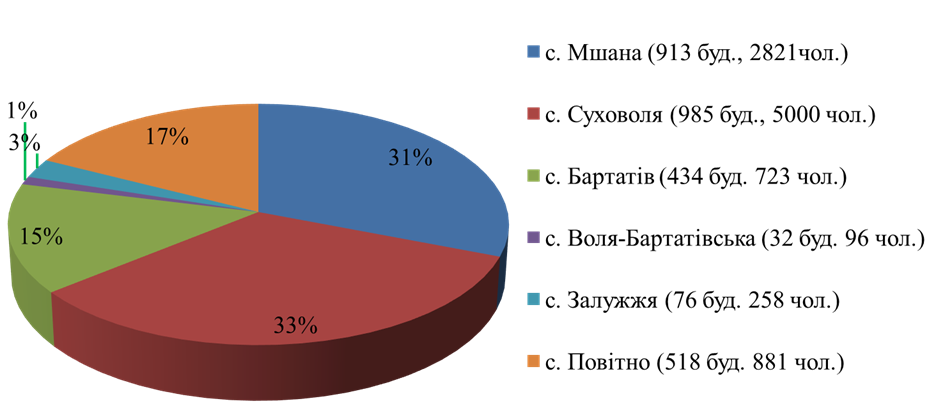 1%
3%
17%
31%
15%
33%
с. Мшана (913 буд., 2821чол.)
с. Суховоля (985 буд., 5000 чол.)
с. Бартатів (434 буд. 723 чол.)
с. Воля-Бартатівська (32 буд. 96 чол.)
с. Залужжя (76 буд. 258 чол.)
с. Повітно (518 буд. 881 чол.)